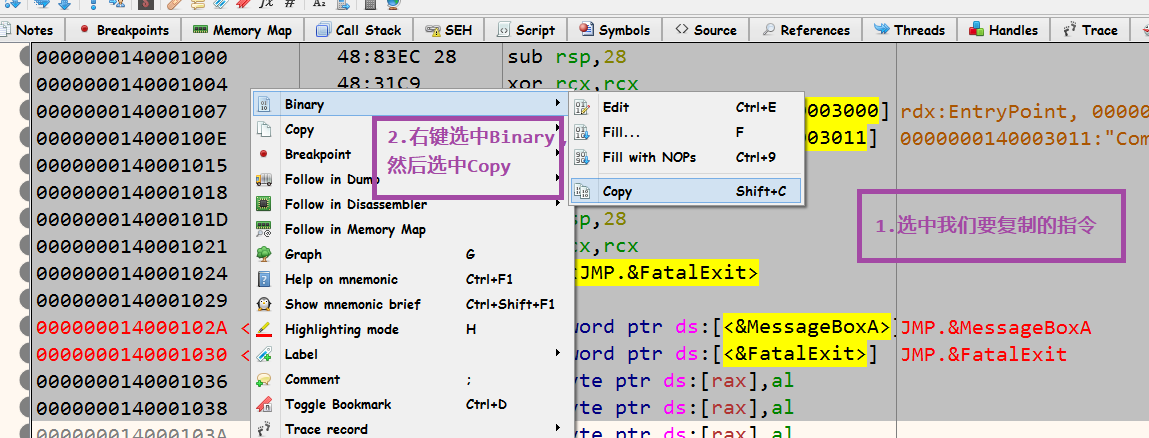 Notes Breakpoints Memory Map Call Stack SEH Script Symbols Source References Threads Handles Trace
0000000140001000 48:83EC 28 sub rsp,28
0000000140001004 48:31C9 xor rcx,rcx
0000000140001007 003000] rdx:EntryPoint, 00000
000000014000100E 003011] 0000000140003011:"Com
0000000140001015
0000000140001018
000000014000101D sp,28
0000000140001021 cx,rcx
0000000140001024 JMP.&FatalExit>
0000000140001029
000000014000102A < word ptr ds:[<&MessageBoxA>] JMP.&MessageBoxA
0000000140001030 < word ptr ds:[<&FatalExit>] JMP.&FatalExit
0000000140001036 yte ptr ds:[rax],al
0000000140001038 yte ptr ds:[rax],al
000000014000103A yte ptr ds:[rax],al
Binary
Copy
Breakpoint
Follow in Dump
Follow in Disassembler
Follow in Memory Map
Graph G
Help on mnemonic Ctrl+F1
Show mnemonic brief Ctrl+Shift+F1
Highlighting mode H
Label
Comment ;
Toggle Bookmark Ctrl+D
Trace record
Edit Ctrl+E
Fill... F
Fill with NOPs Ctrl+9
Copy Shift+C
2.右键选中Binary,
然后选中Copy
1.选中我们要复制的指令